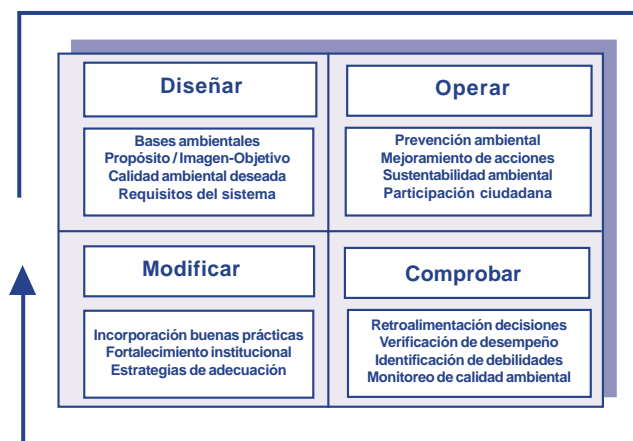 Diseñar
Bases ambientales
Propósito / Imagen-Objetivo
Calidad ambiental deseada
Requisitos del sistema
Operar
Prevención ambiental
Mejoramiento de acciones
Sustentabilidad ambiental
Participación ciudadana
Modificar
Incorporación buenas prácticas
Fortalecimiento institucional
Estrategias de adecuación
Comprobar
Retroalimentación decisiones
Verificación de desempeño
Identificación de debilidades
Monitoreo de calidad ambiental